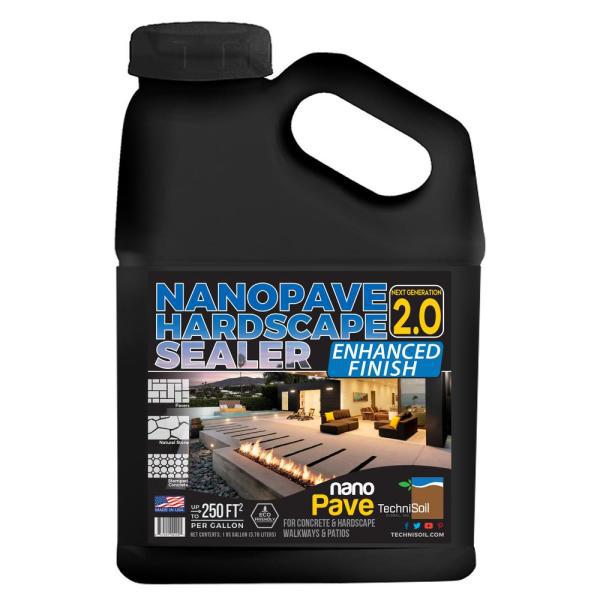 NANOPAVE
HARDSCAPE
SEALER
NEXT GENERATION
2.0
ENHANCED
FINISH
Pavers
Natural Stone
Stamped
Concrete
MADE IN USA
UP
TO
250 FT²
PER GALLON
ECO
FRIENDLY
nano
Pave
TechniSoil
FOR CONCRETE & HARDSCAPE
WALKWAYS & PATIOS
NET CONTENTS: 1 US GALLON (3.78 LITERS)
TECHNISOIL.COM